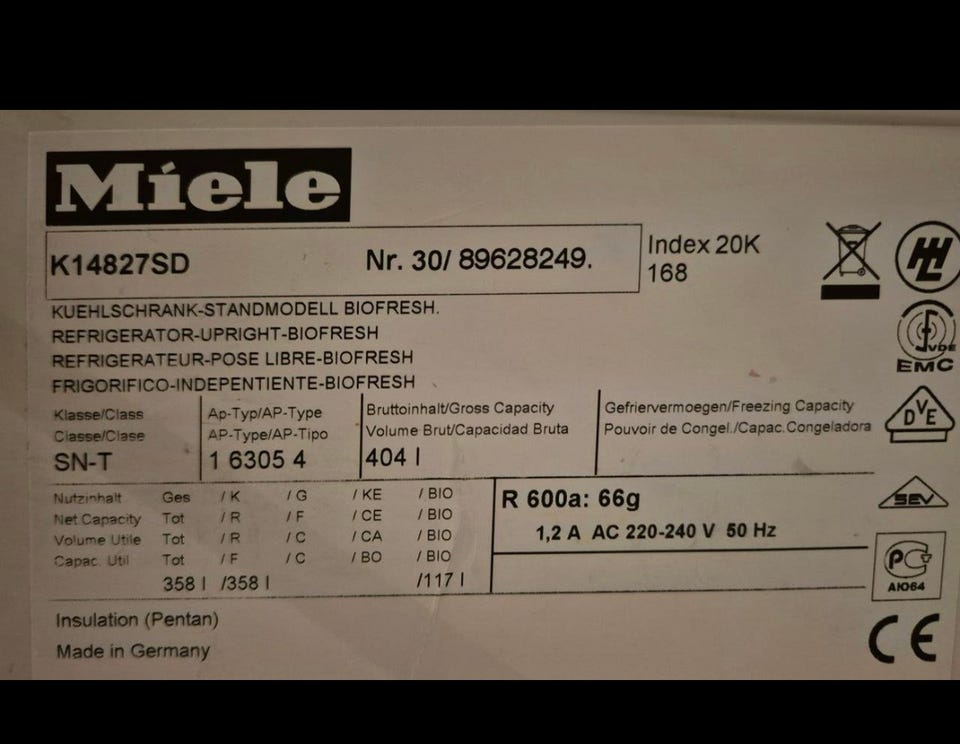 Miele
K14827SD Nr. 30/ 89628249.
Index 20K
168
KUEHLSCHRANK-STANDMODELL BIOFRESH.
REFRIGERATOR-UPRIGHT-BIOFRESH
REFRIGERATEUR-POSE LIBRE-BIOFRESH
FRIGORIFICO-INDEPENTIENTE-BIOFRESH
Klasse/Class Ap-Typ/AP-Type Bruttoinhalt/Gross Capacity Gefriervermoegen/Freezing Capacity
Classe/Clase AP-Type/AP-Tipo Volume Brut/Capacidad Bruta Pouvoir de Congel./Capac.Congeladora
SN-T 1 6305 4 404 l
Nutzinhalt Ges / K / G / KE / BIO
Net Capacity Tot / R / F / CE / BIO
Volume Utile Tot / R / C / CA / BIO
Capac. Util Tot / F / C / BO / BIO
358 l /358 l /117 l
R 600a: 66g
1,2 A AC 220-240 V 50 Hz
Insulation (Pentan)
Made in Germany
VDE
EMC
DVE
SEV
PG
AЮ64
CE